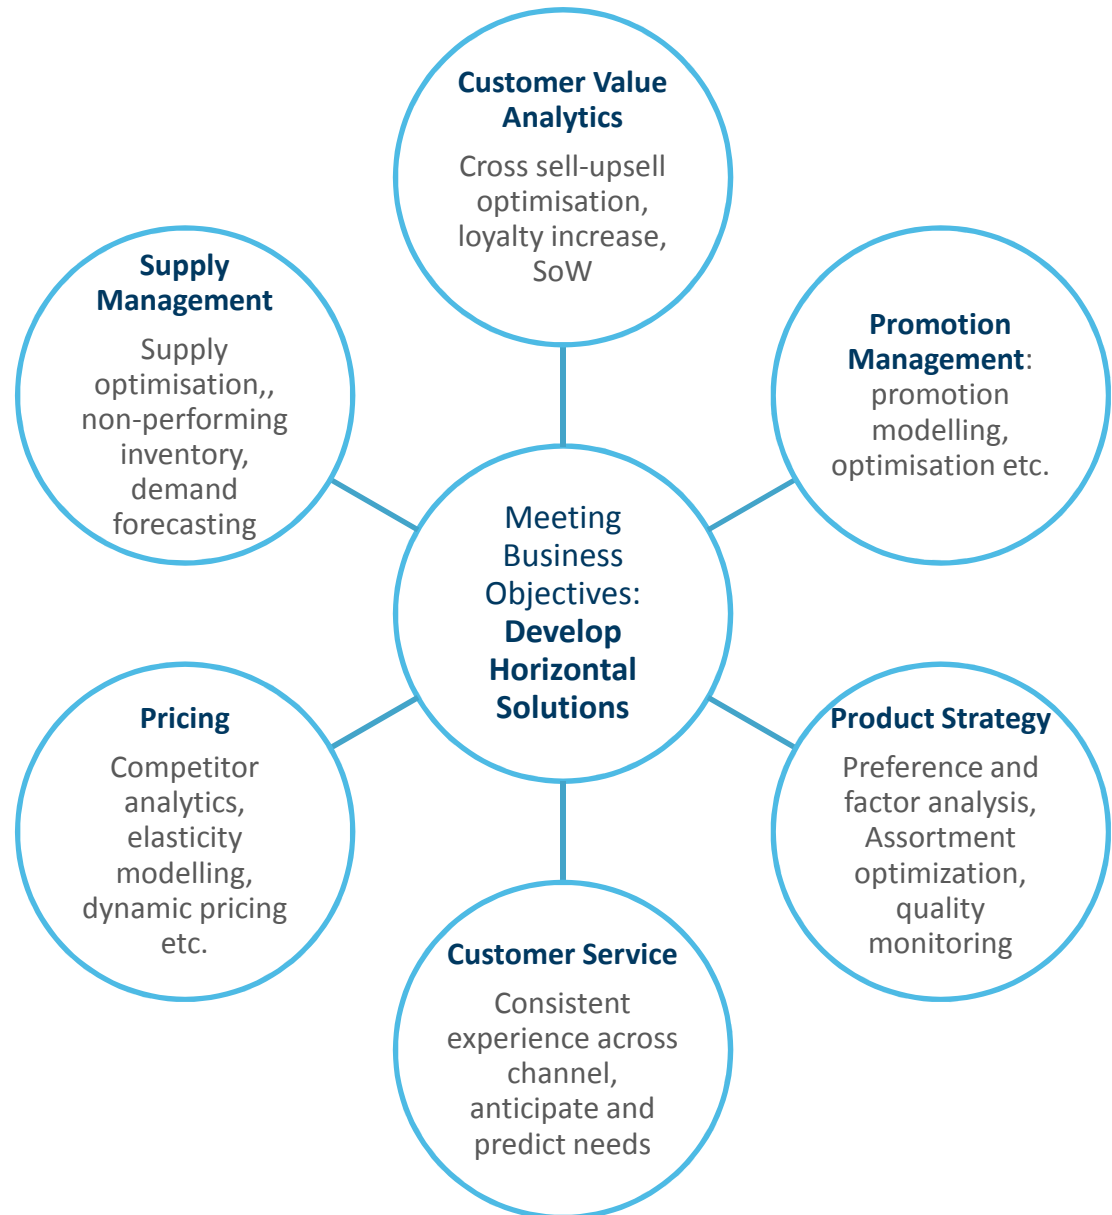 Customer Value
Analytics
Cross sell-upsell
optimisation,
loyalty increase,
SoW
Supply
Management
Supply
optimisation,,
non-performing
inventory,
demand
forecasting
Promotion
Management:
promotion
modelling,
optimisation etc.
Meeting
Business
Objectives:
Develop
Horizontal
Solutions
Pricing
Competitor
analytics,
elasticity
modelling,
dynamic pricing
etc.
Product Strategy
Preference and
factor analysis,
Assortment
optimization,
quality
monitoring
Customer Service
Consistent
experience across
channel,
anticipate and
predict needs